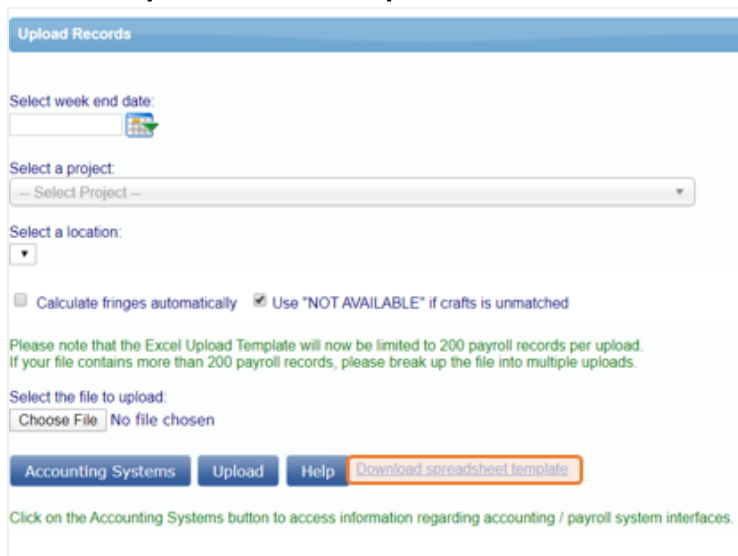 Upload Records
Select week end date:
Select a project:
-- Select Project --
Select a location:
Calculate fringes automatically Use "NOT AVAILABLE" if crafts is unmatched
Please note that the Excel Upload Template will now be limited to 200 payroll records per upload.
If your file contains more than 200 payroll records, please break up the file into multiple uploads.
Select the file to upload:
Choose File No file chosen
Accounting Systems Upload Help Download spreadsheet template
Click on the Accounting Systems button to access information regarding accounting / payroll system interfaces.